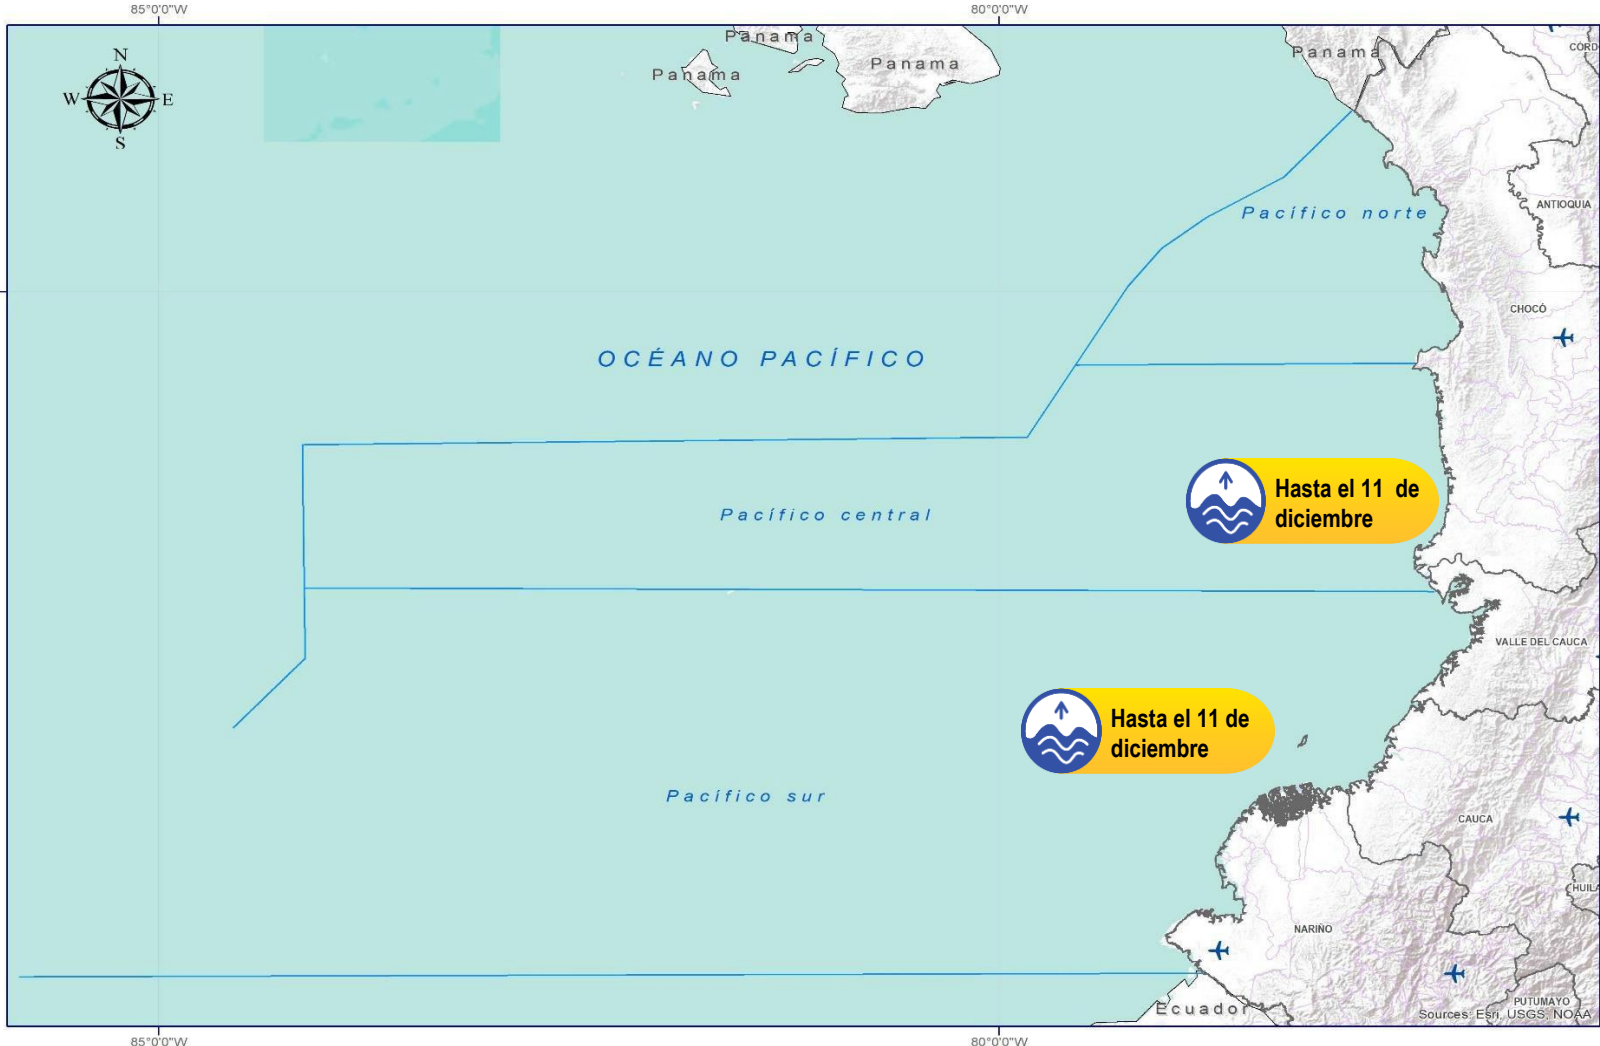 85°0'0"W
80°0'0"W
N
W
E
S
Panama
Panama
Panama
Panama
CÓRD
ANTIOQUIA
Pacífico norte
CHOCÓ
OCÉANO PACÍFICO
Hasta el 11 de
diciembre
Pacífico central
VALLE DEL CAUCA
Hasta el 11 de
diciembre
Pacífico sur
CAUCA
HUILA
NARIÑO
PUTUMAYO
Ecuador
Sources: Esri, USGS, NOAA
85°0'0"W
80°0'0"W